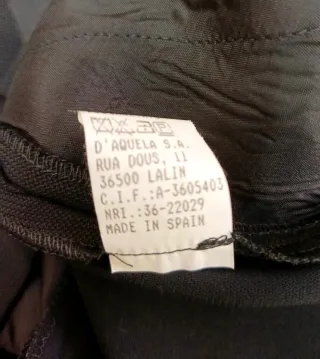 D'AQUELA S.A.
RUA DOUS, 11
36500 LALIN
C.I.F.:A-3605403
NRI.:36-22029
MADE IN SPAIN